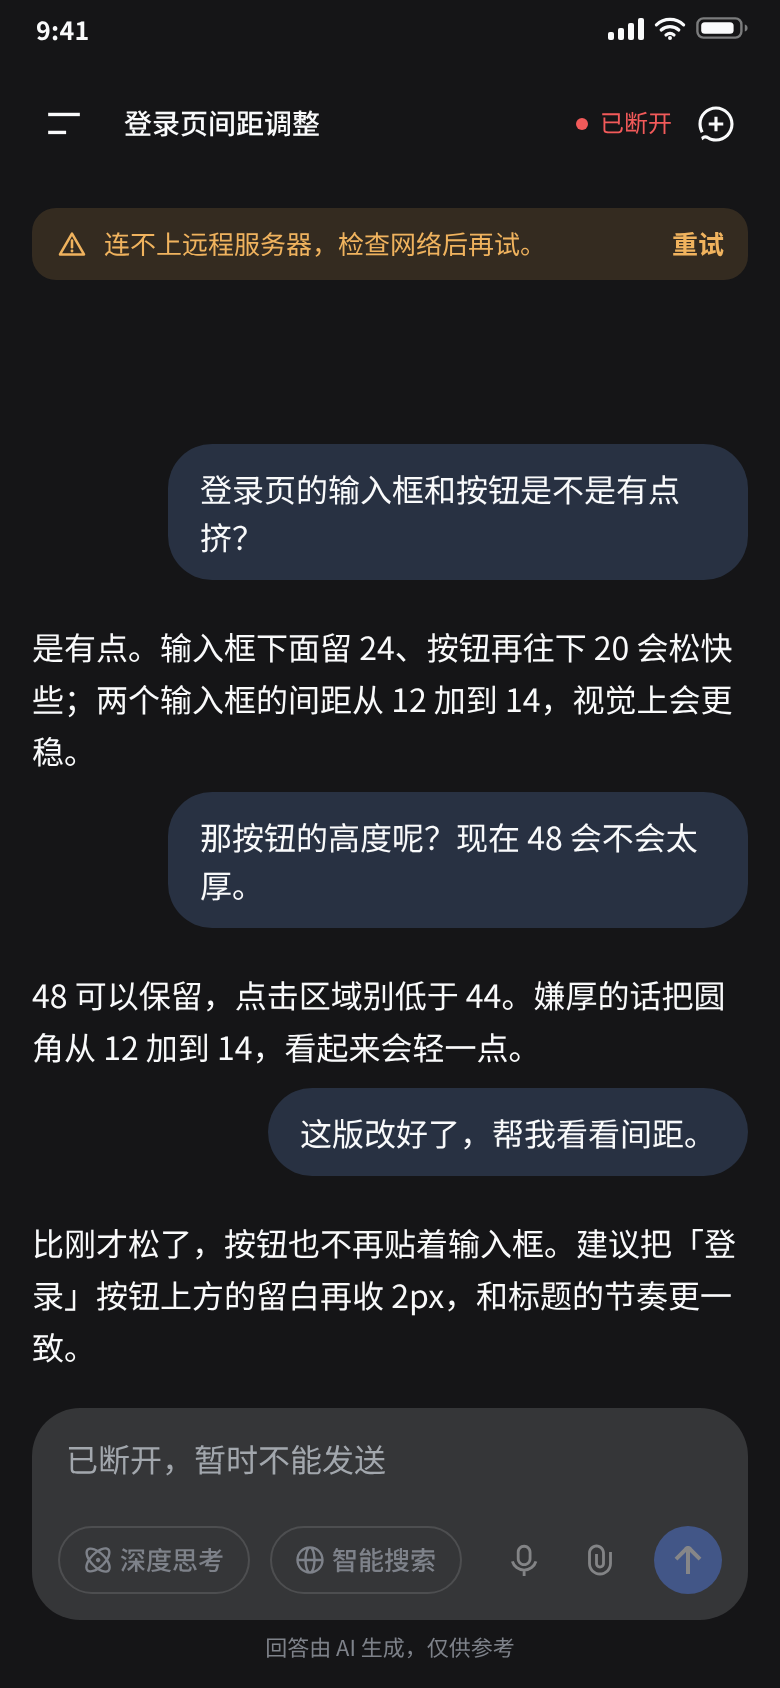 9:41
登录页间距调整
已断开
连不上远程服务器，检查网络后再试。
重试
登录页的输入框和按钮是不是有点
挤？
是有点。输入框下面留 24、按钮再往下 20 会松快
些；两个输入框的间距从 12 加到 14，视觉上会更
稳。
那按钮的高度呢？现在 48 会不会太
厚。
48 可以保留，点击区域别低于 44。嫌厚的话把圆
角从 12 加到 14，看起来会轻一点。
这版改好了，帮我看看间距。
比刚才松了，按钮也不再贴着输入框。建议把「登
录」按钮上方的留白再收 2px，和标题的节奏更一
致。
已断开，暂时不能发送
深度思考
智能搜索
回答由 AI 生成，仅供参考